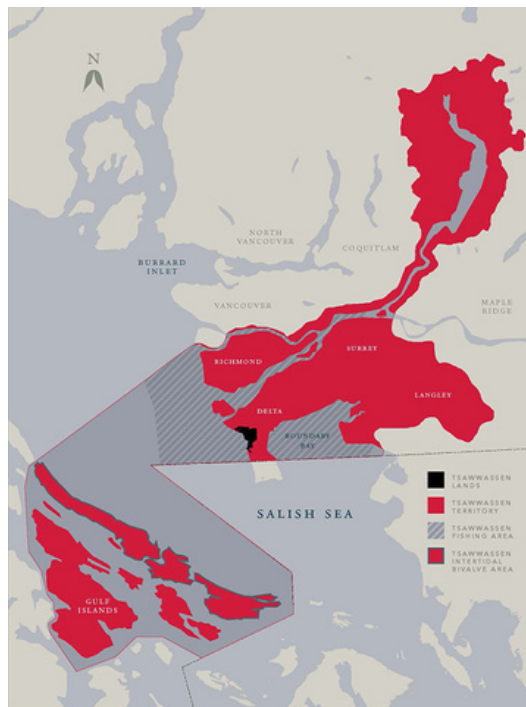 N
NORTH
VANCOUVER
COQUITLAM
BURRARD
INLET
VANCOUVER
MAPLE
RIDGE
RICHMOND
SURREY
LANGLEY
DELTA
BOUNDARY
BAY
SALISH SEA
TSAWWASSEN
LANDS
TSAWWASSEN
TERRITORY
TSAWWASSEN
FISHING AREA
TSAWWASSEN
INTERTIDAL
BIVALVE AREA
GULF
ISLANDS